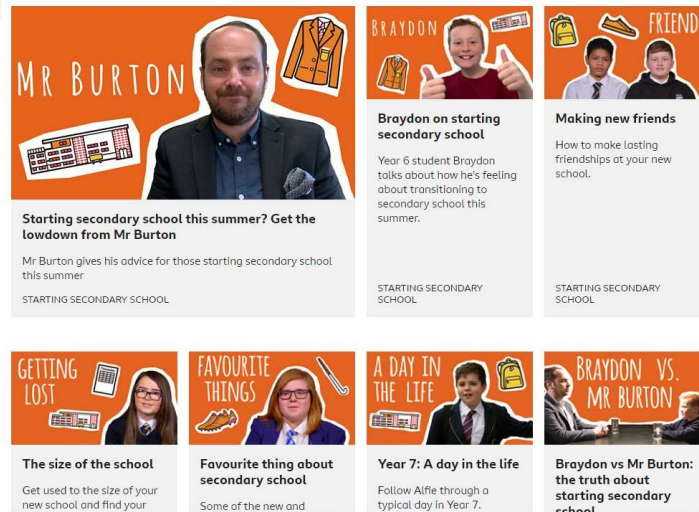 MR BURTON
Starting secondary school this summer? Get the
lowdown from Mr Burton
Mr Burton gives his advice for those starting secondary school
this summer
STARTING SECONDARY SCHOOL
BRAYDON
Braydon on starting
secondary school
Year 6 student Braydon
talks about how he's feeling
about transitioning to
secondary school this
summer.
STARTING SECONDARY
SCHOOL
FRIEND
Making new friends
How to make lasting
friendships at your new
school.
STARTING SECONDARY
SCHOOL
GETTING
LOST
The size of the school
Get used to the size of your
new school and find your
FAVOURITE
THINGS
Favourite thing about
secondary school
Some of the new and
A DAY IN
THE LIFE
Year 7: A day in the life
Follow Alfie through a
typical day in Year 7.
BRAYDON VS.
MR BURTON
Braydon vs Mr Burton:
the truth about
starting secondary
school